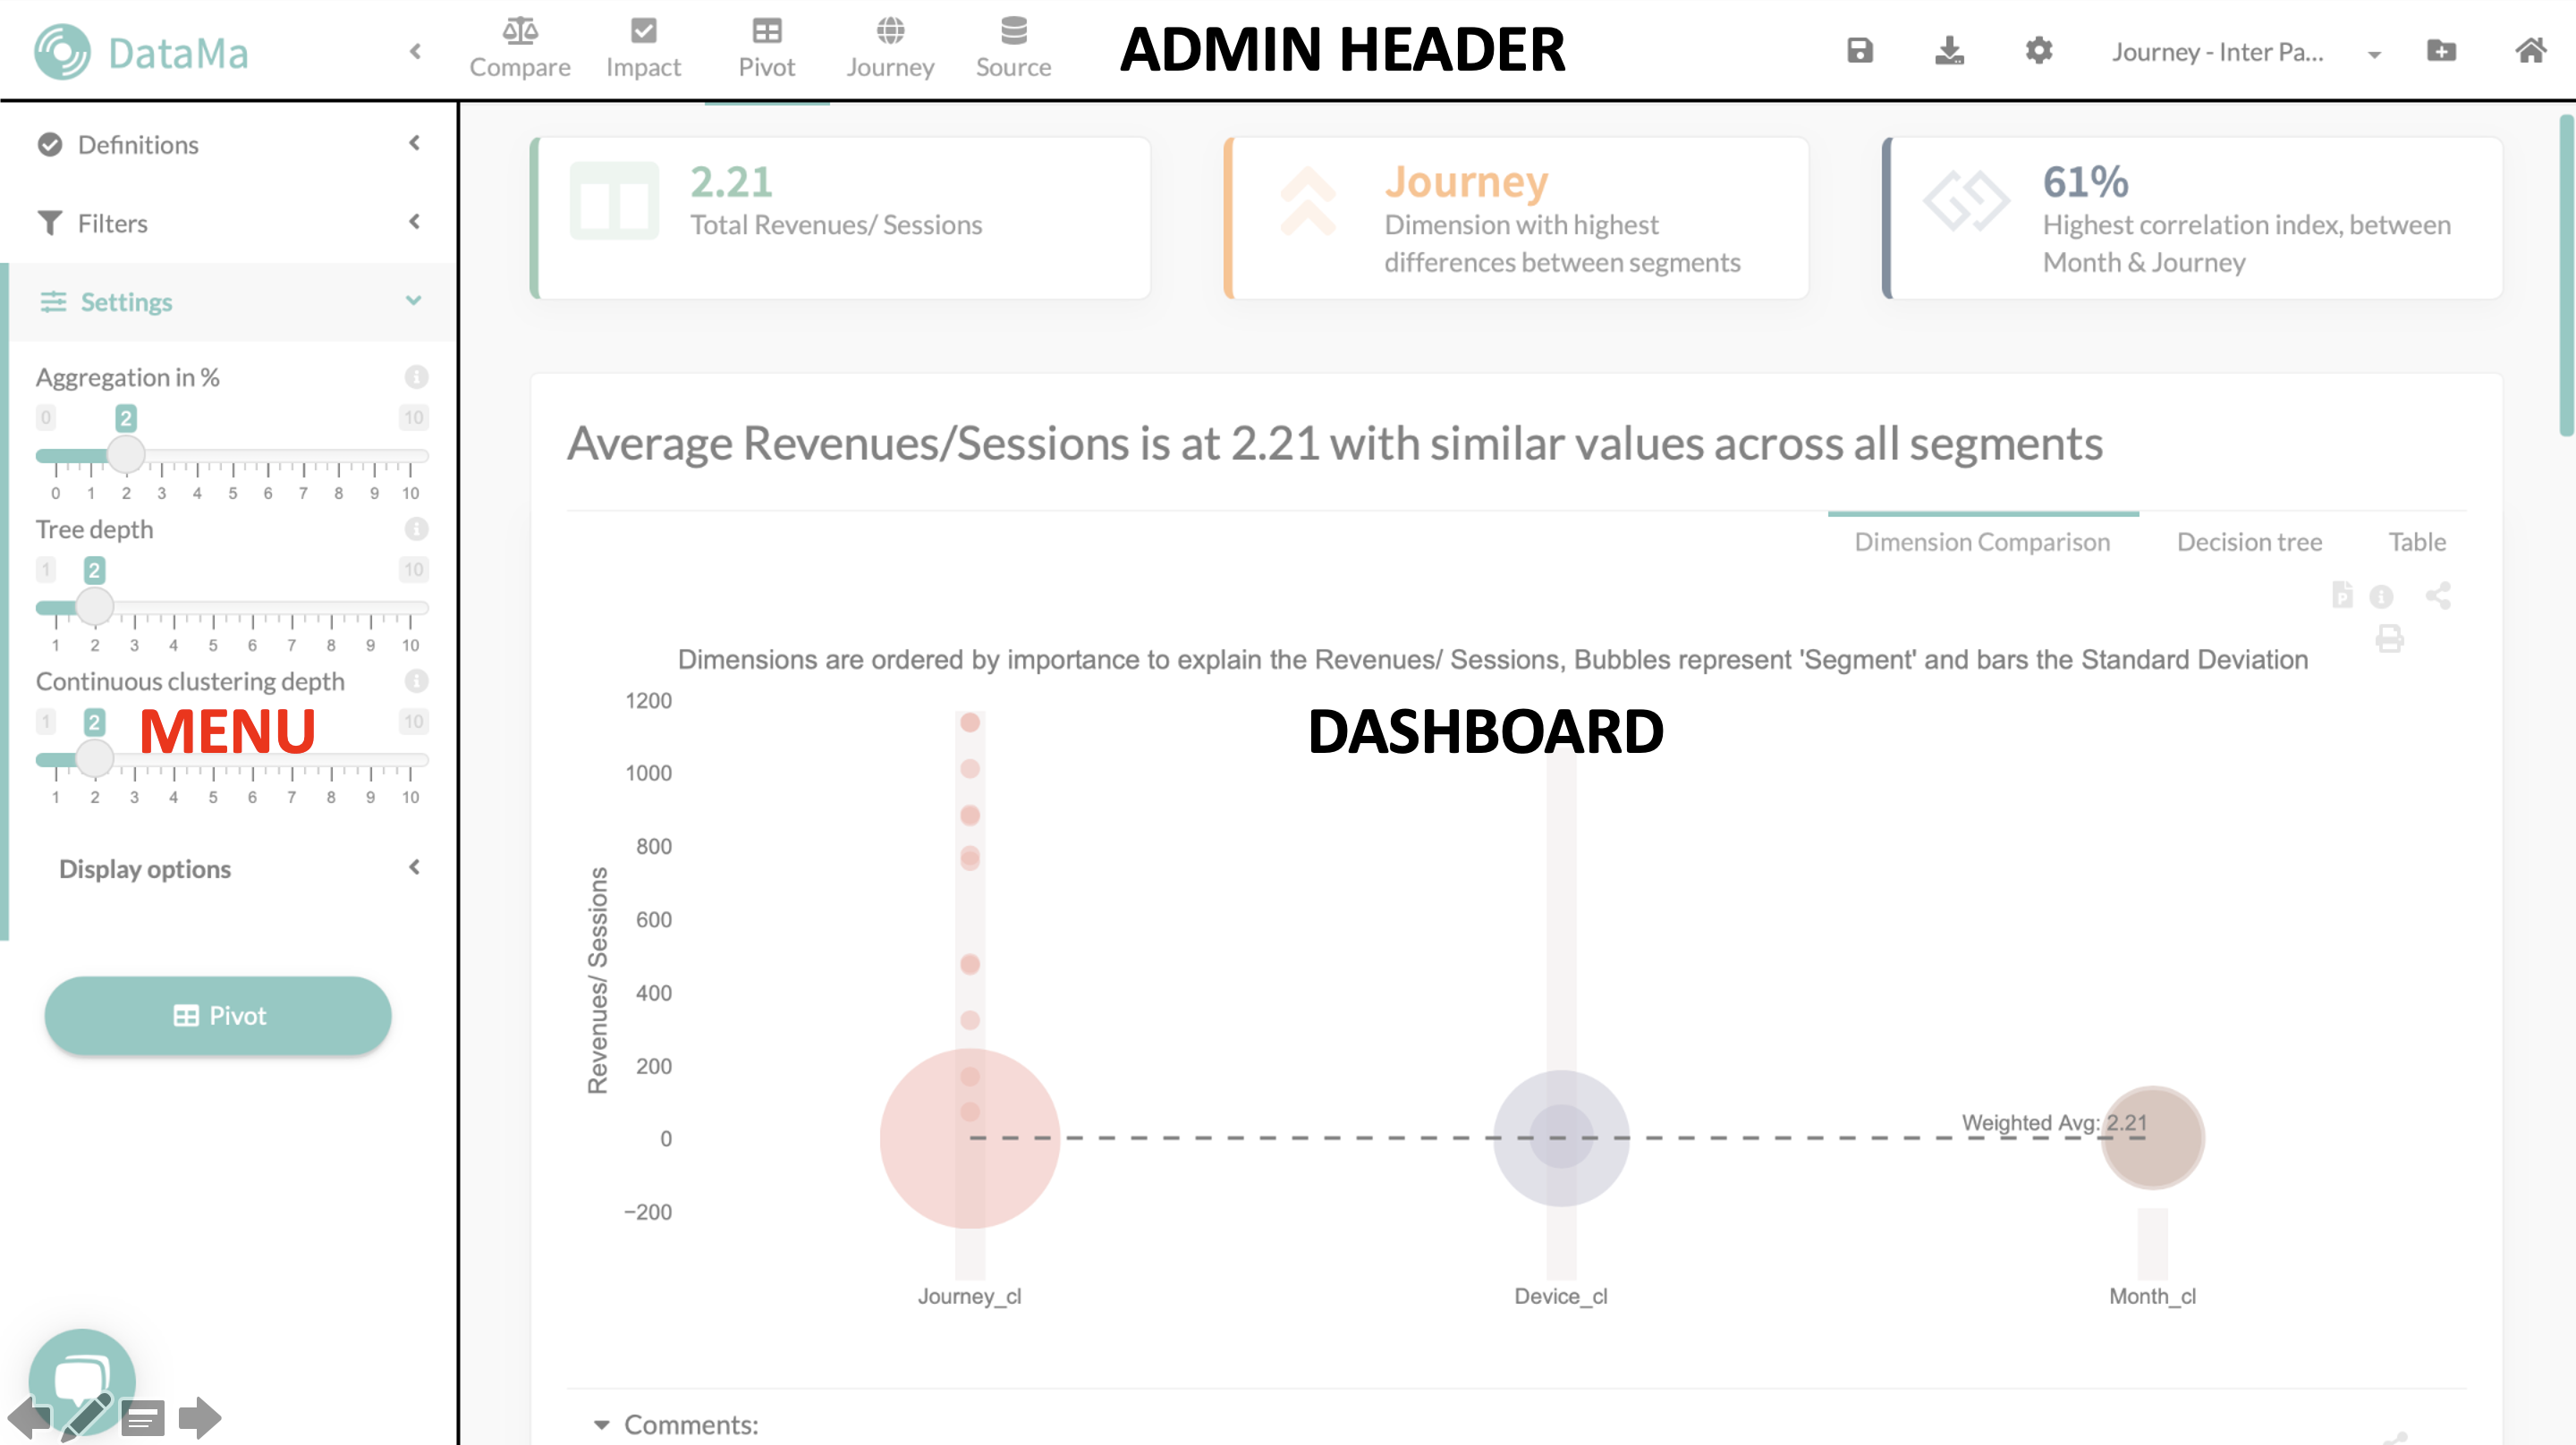 DataMa
Compare
Impact
Pivot
Journey
Source
ADMIN HEADER
Journey - Inter Pa...
Definitions
Filters
Settings
Aggregation in %
0 2 10
0 1 2 3 4 5 6 7 8 9 10
Tree depth
1 2 10
1 2 3 4 5 6 7 8 9 10
Continuous clustering depth
1 2 10
MENU
1 2 3 4 5 6 7 8 9 10
Display options
Pivot
2.21
Total Revenues/ Sessions
Journey
Dimension with highest
differences between segments
61%
Highest correlation index, between
Month & Journey
Average Revenues/Sessions is at 2.21 with similar values across all segments
Dimension Comparison
Decision tree
Table
Dimensions are ordered by importance to explain the Revenues/ Sessions, Bubbles represent 'Segment' and bars the Standard Deviation
DASHBOARD
Revenues/ Sessions
1200
1000
800
600
400
200
0
−200
Weighted Avg: 2.21
Journey_cl
Device_cl
Month_cl
Comments: